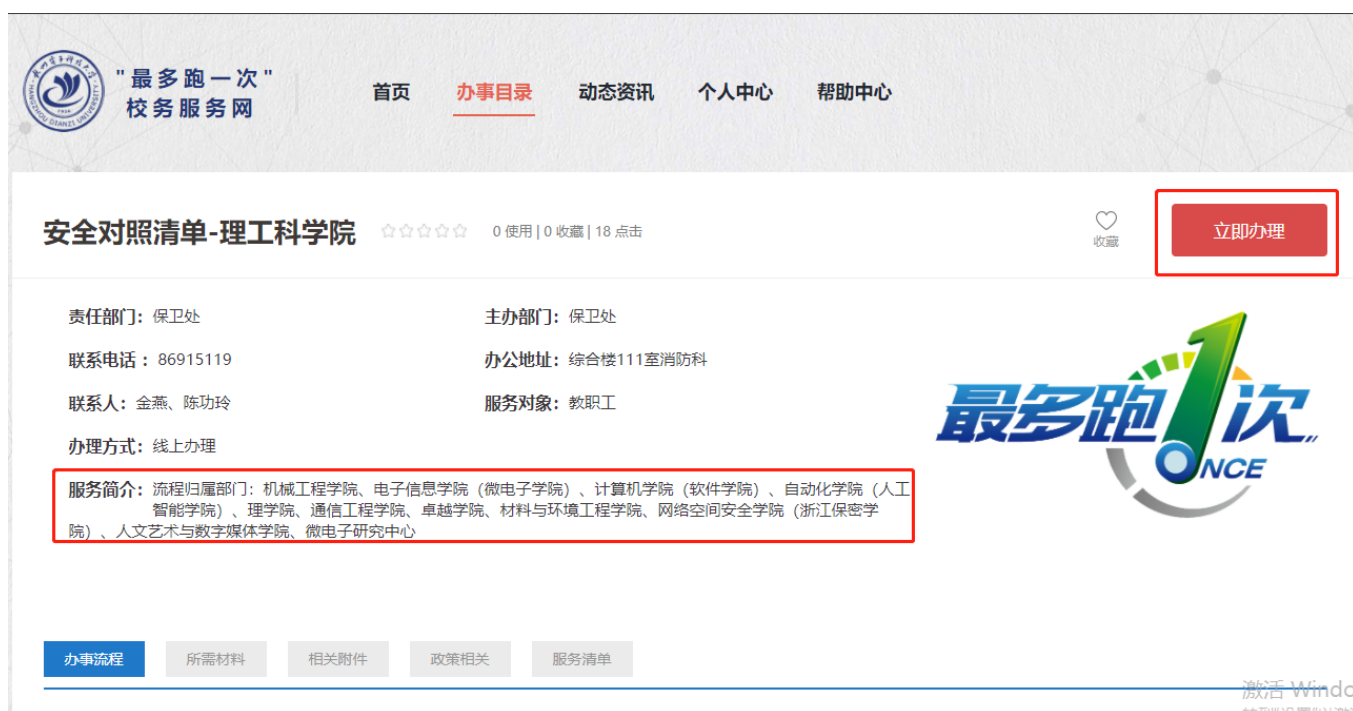 "最多跑一次"
校务服务网
首页 办事目录 动态资讯 个人中心 帮助中心
HANGZHOU DIANZI UNIVERSITY
安全对照清单-理工科学院 0 使用 | 0 收藏 | 18 点击
收藏
立即办理
责任部门：保卫处 主办部门：保卫处
联系电话：86915119 办公地址：综合楼111室消防科
联系人：金燕、陈功玲 服务对象：教职工
办理方式：线上办理
服务简介：流程归属部门：机械工程学院、电子信息学院（微电子学院）、计算机学院（软件学院）、自动化学院（人工
智能学院）、理学院、通信工程学院、卓越学院、材料与环境工程学院、网络空间安全学院（浙江保密学
院）、人文艺术与数字媒体学院、微电子研究中心
最多跑1次
ONCE
办事流程 所需材料 相关附件 政策相关 服务清单
激活 Windo